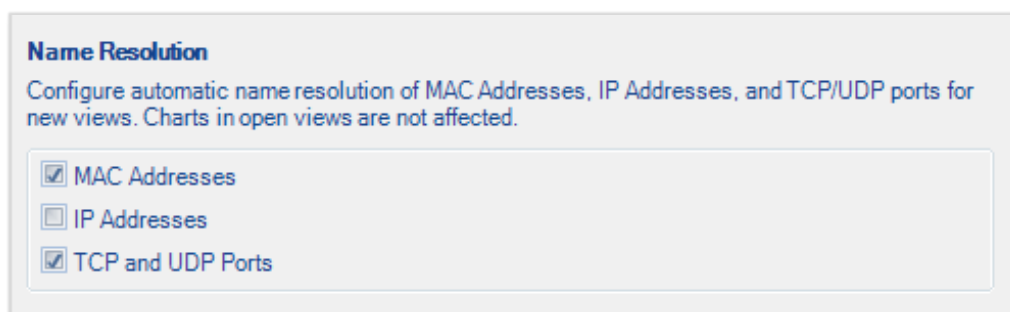 Name Resolution
Configure automatic name resolution of MAC Addresses, IP Addresses, and TCP/UDP ports for
new views. Charts in open views are not affected.
MAC Addresses
IP Addresses
TCP and UDP Ports